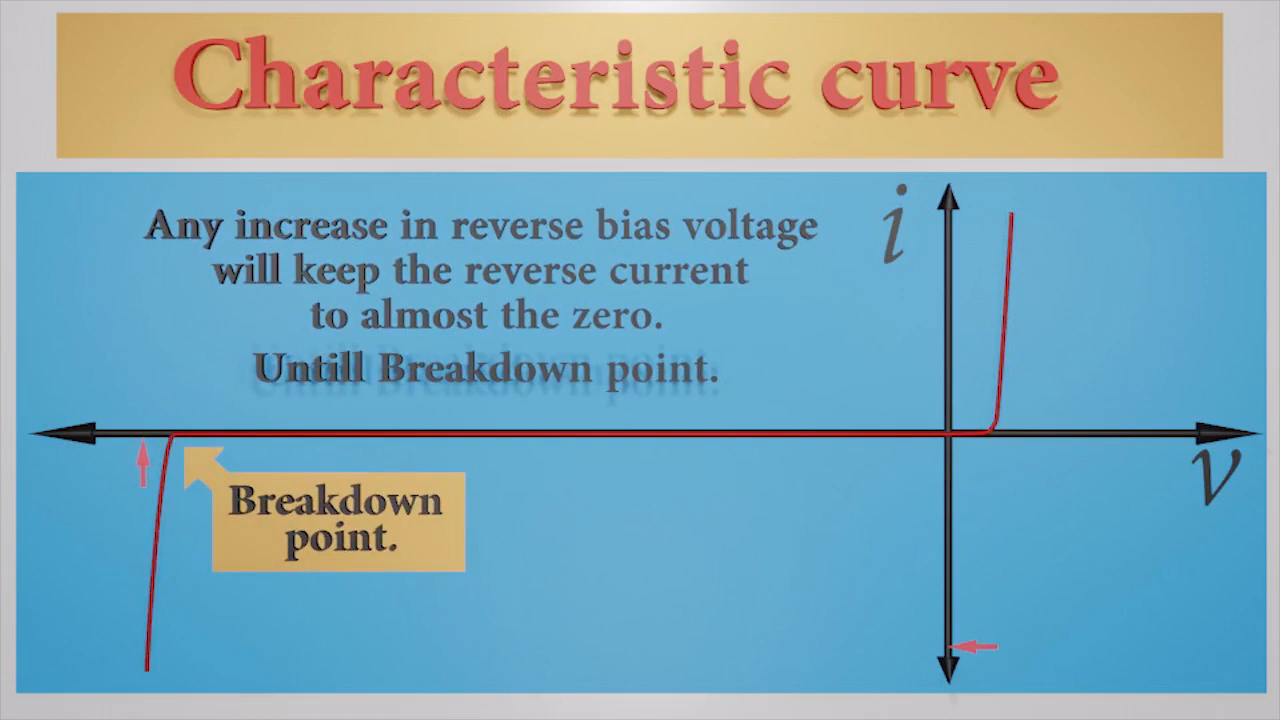 Characteristic curve
Any increase in reverse bias voltage
will keep the reverse current
to almost the zero.
Untill Breakdown point.
i
v
Breakdown
point.